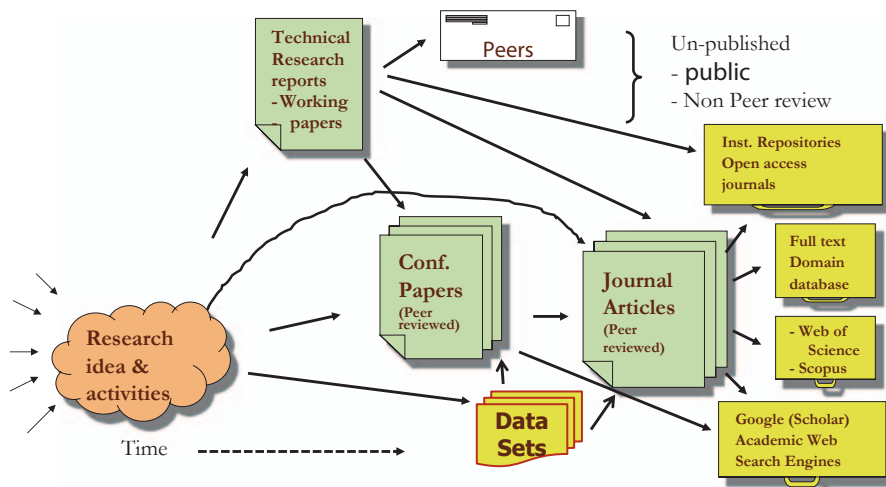 Technical
Research
reports
- Working
- papers
Peers
Un-published
- public
- Non Peer review
Inst. Repositories
Open access
journals
Conf.
Papers
(Peer
reviewed)
Journal
Articles
(Peer
reviewed)
Full text
Domain
database
- Web of
Science
- Scopus
Research
idea &
activities
Data
Sets
Google (Scholar)
Academic Web
Search Engines
Time